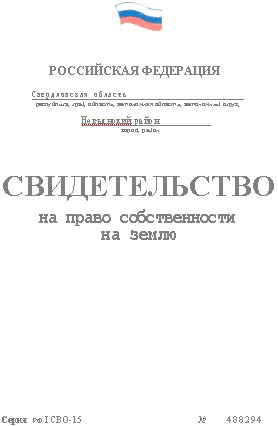 РОССИЙСКАЯ ФЕДЕРАЦИЯ
Свердловская область
республика, край, область, автономная область, автономный округ,
Невьянский район
город, район
СВИДЕТЕЛЬСТВО
на право собственности
на землю
Серия РФ I СВО-15 № 488294